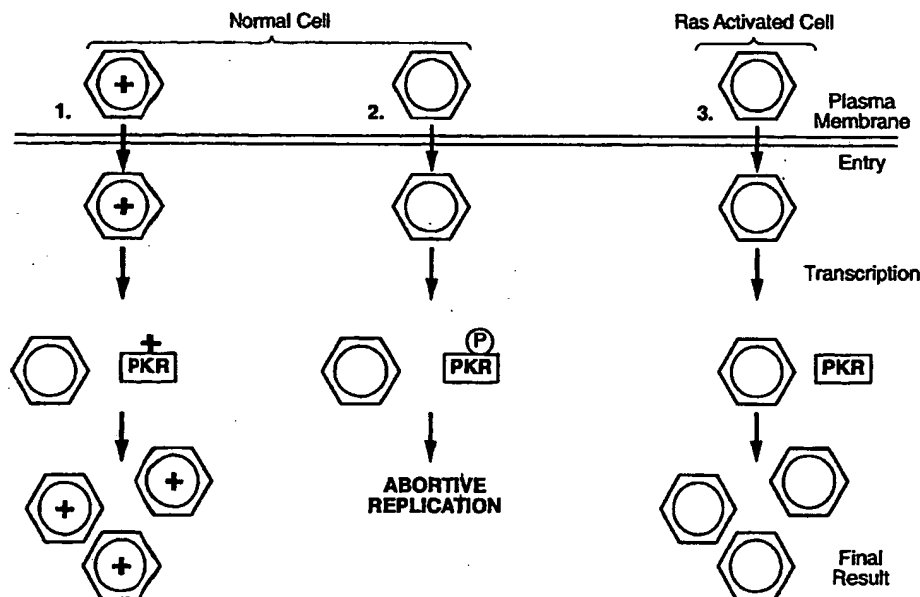 Normal Cell
Ras Activated Cell
+
1.
2.
3.
Plasma
Membrane
Entry
+
Transcription
+
PKR
P
PKR
PKR
+
+
+
ABORTIVE
REPLICATION
Final
Result